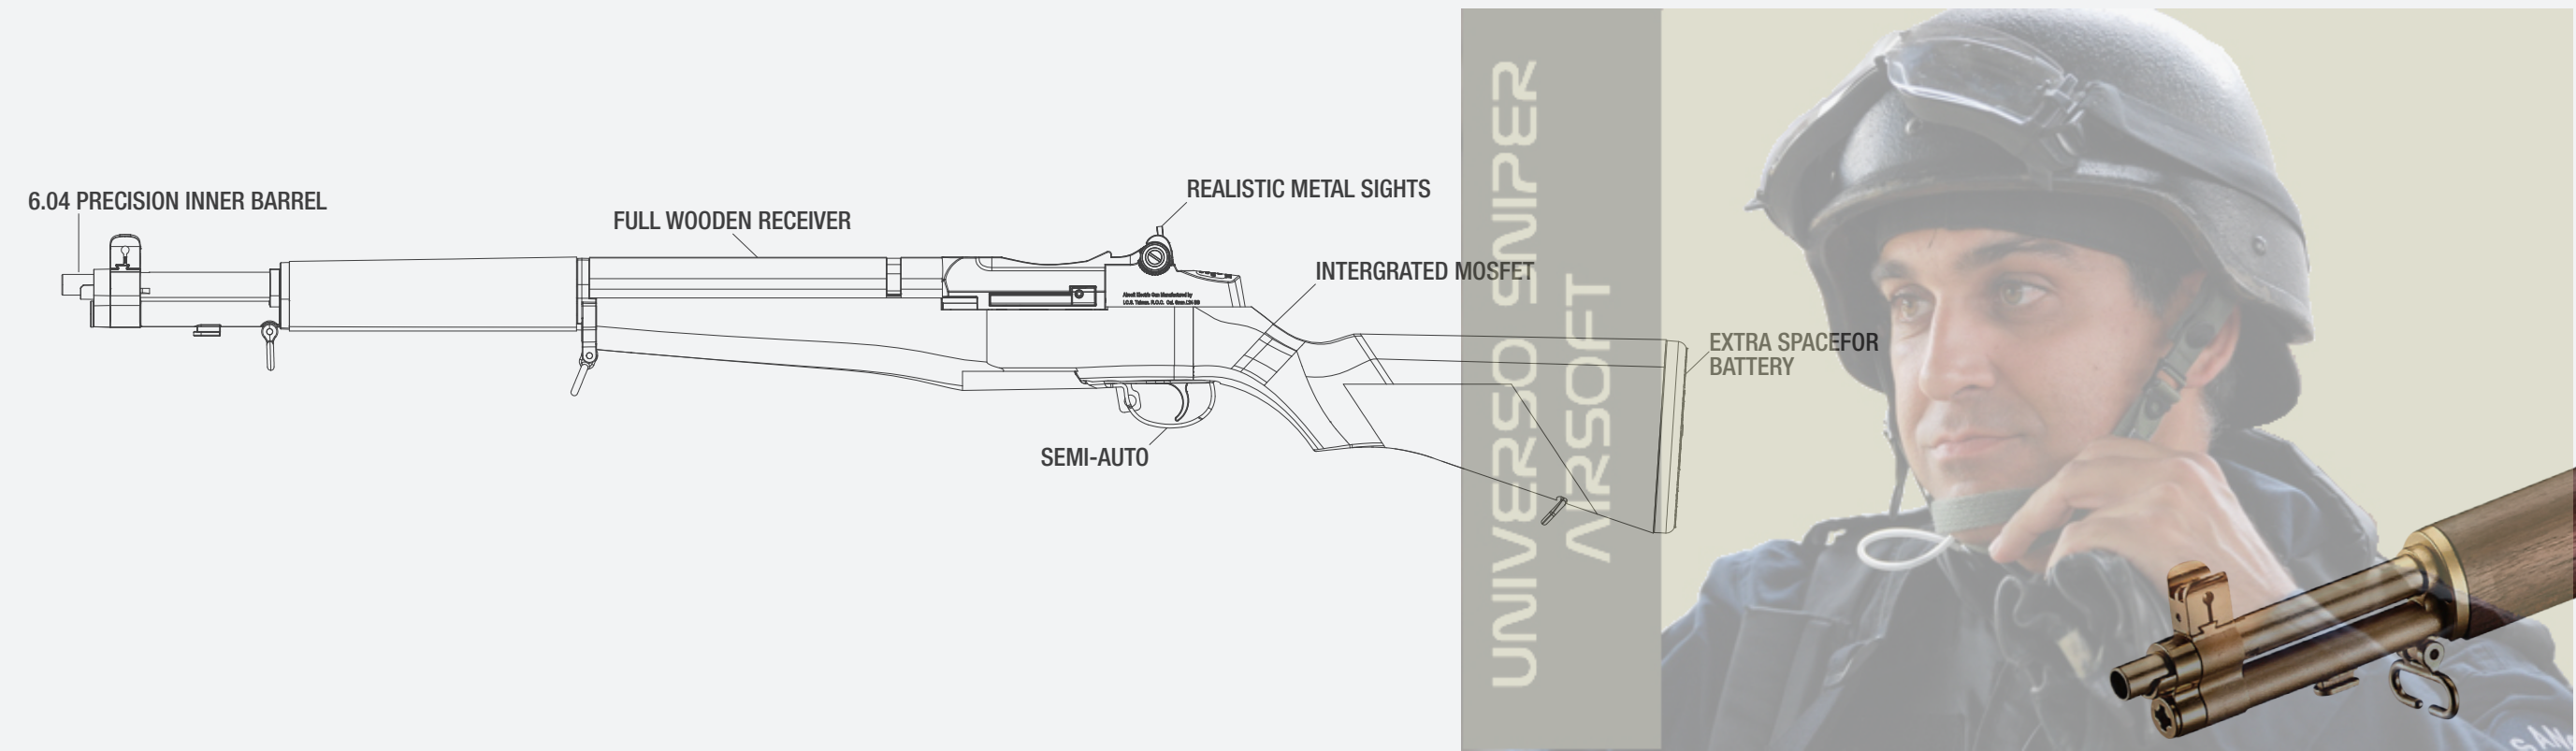 6.04 PRECISION INNER BARREL
FULL WOODEN RECEIVER
REALISTIC METAL SIGHTS
INTERGRATED MOSFET
EXTRA SPACEFOR
BATTERY
SEMI-AUTO
UNIVERSO SNIPER
AIRSOFT